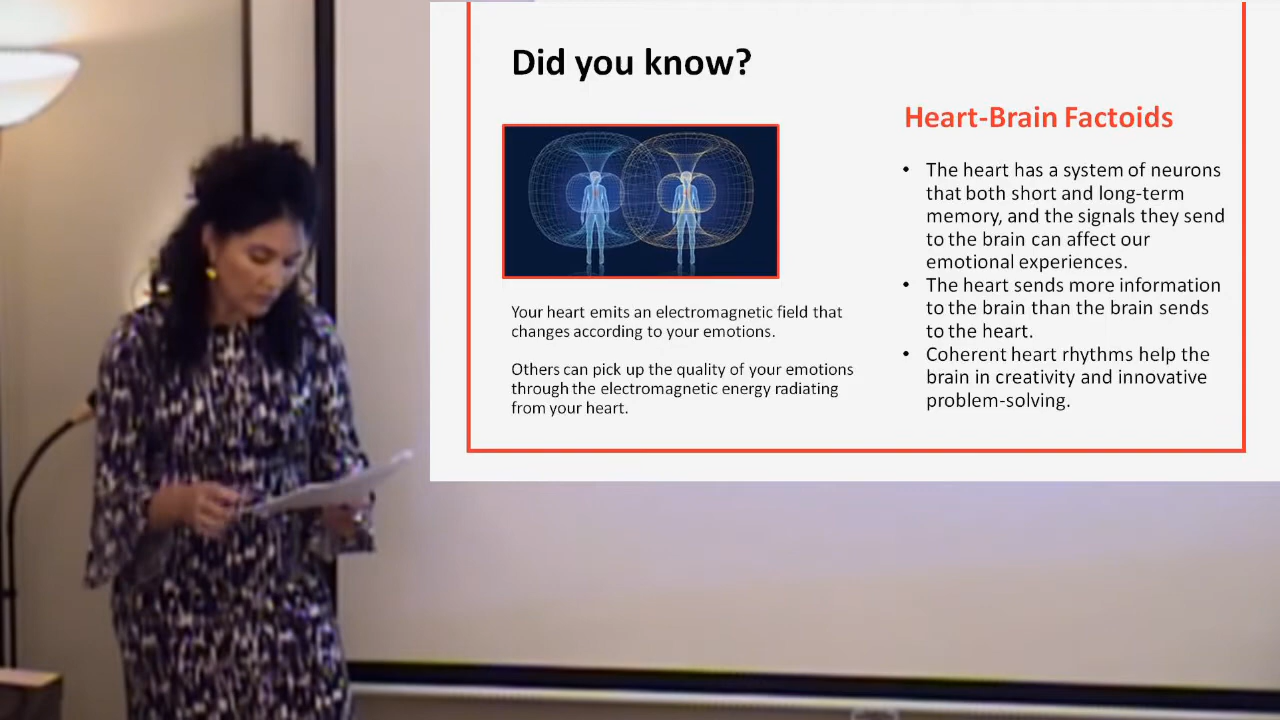 Did you know?
Your heart emits an electromagnetic field that
changes according to your emotions.
Others can pick up the quality of your emotions
through the electromagnetic energy radiating
from your heart.
Heart-Brain Factoids
• The heart has a system of neurons
that both short and long-term
memory, and the signals they send
to the brain can affect our
emotional experiences.
• The heart sends more information
to the brain than the brain sends
to the heart.
• Coherent heart rhythms help the
brain in creativity and innovative
problem-solving.